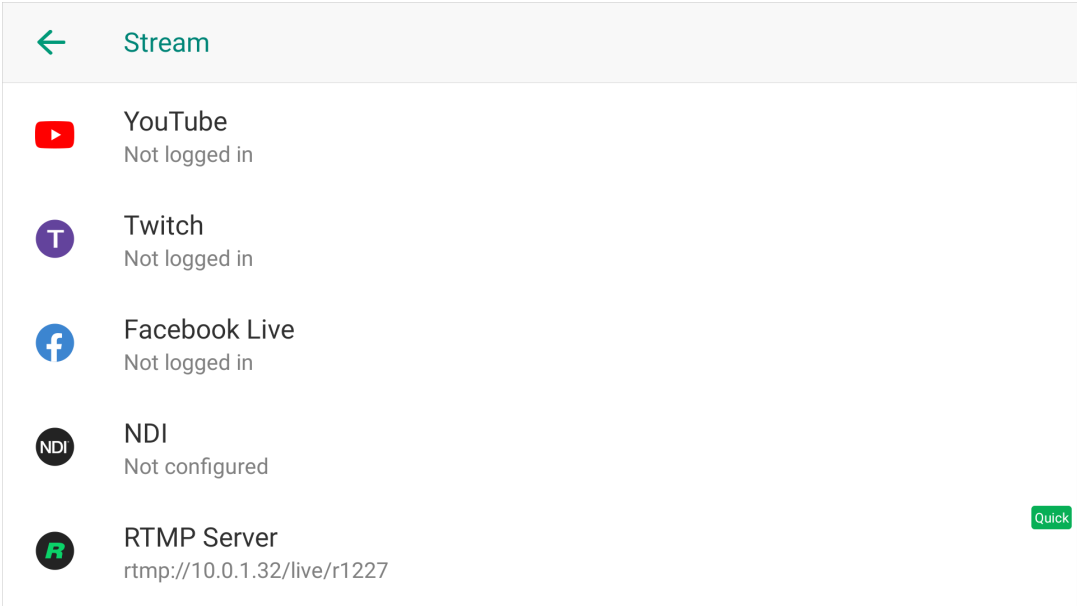 Stream
YouTube
Not logged in
T
Twitch
Not logged in
Facebook Live
Not logged in
NDI
NDI
Not configured
Quick
R
RTMP Server
rtmp://10.0.1.32/live/r1227